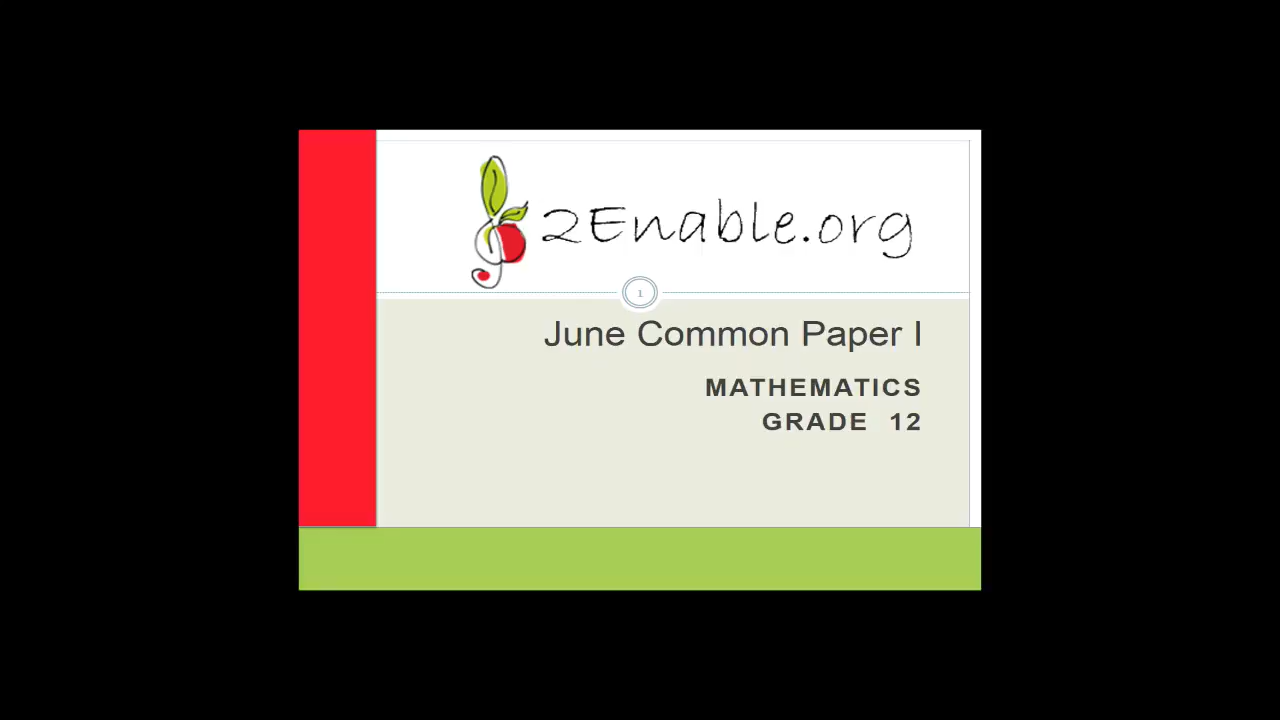 2Enable.org
1
June Common Paper I
MATHEMATICS
GRADE 12